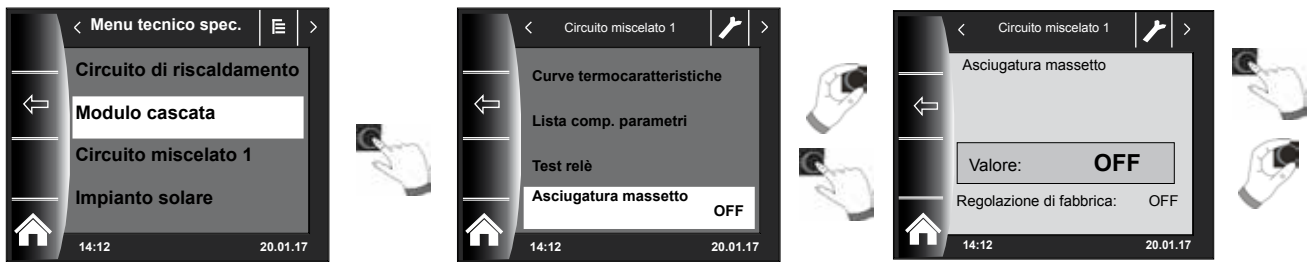 Menu tecnico spec.
Circuito di riscaldamento
Modulo cascata
Circuito miscelato 1
Impianto solare
14:12 20.01.17
Circuito miscelato 1
Curve termocaratteristiche
Lista comp. parametri
Test relè
Asciugatura massetto
OFF
14:12 20.01.17
Circuito miscelato 1
Asciugatura massetto
Valore: OFF
Regolazione di fabbrica: OFF
14:12 20.01.17